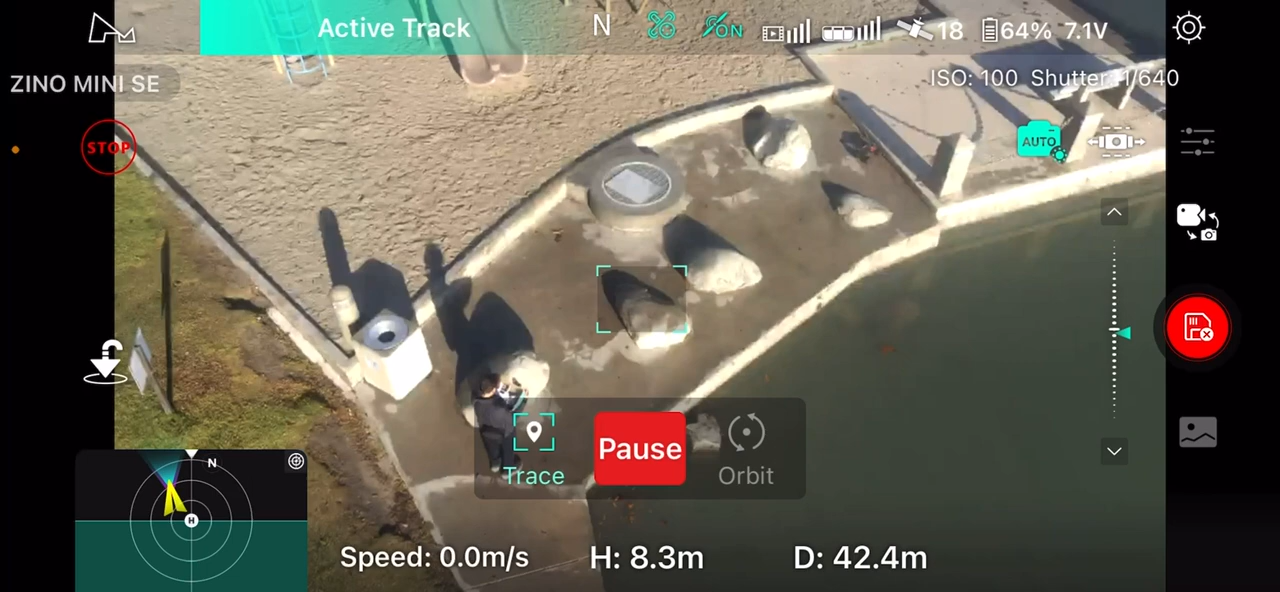 Active Track
N
ON
18
64%
7.1V
ZINO MINI SE
ISO: 100 Shutter: 1/640
STOP
AUTO
Trace
Pause
Orbit
N
H
Speed: 0.0m/s
H: 8.3m
D: 42.4m